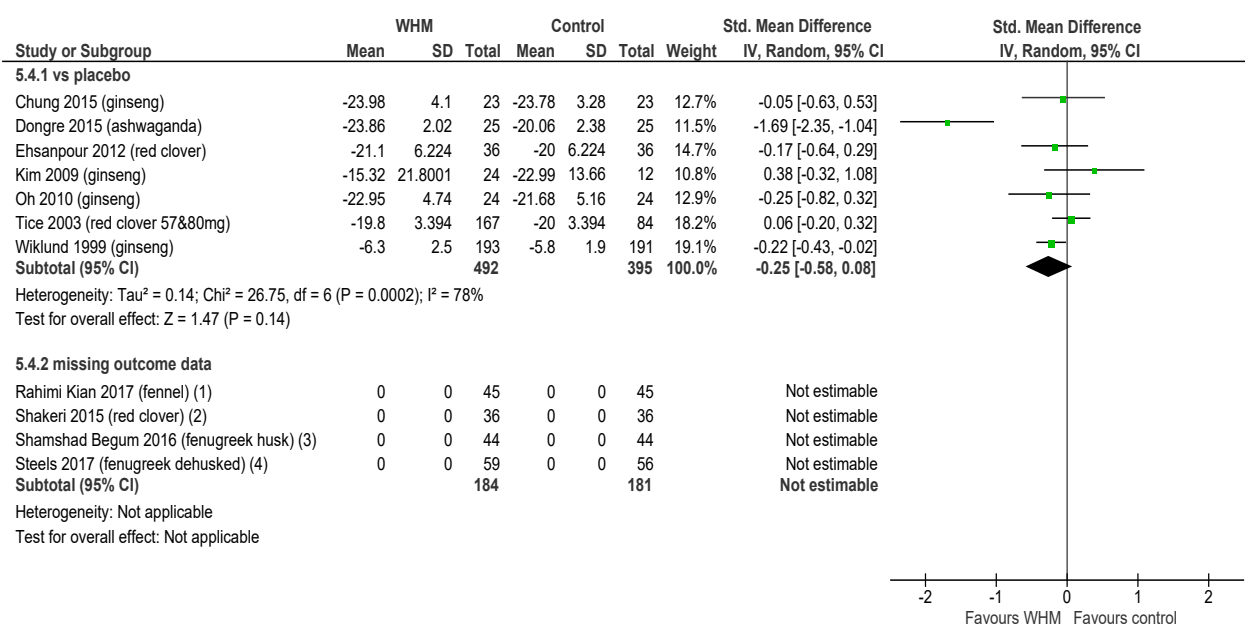 WHM Control Std. Mean Difference Std. Mean Difference
Study or Subgroup Mean SD Total Mean SD Total Weight IV, Random, 95% CI IV, Random, 95% CI
5.4.1 vs placebo
Chung 2015 (ginseng) -23.98 4.1 23 -23.78 3.28 23 12.7% -0.05 [-0.63, 0.53]
Dongre 2015 (ashwaganda) -23.86 2.02 25 -20.06 2.38 25 11.5% -1.69 [-2.35, -1.04]
Ehsanpour 2012 (red clover) -21.1 6.224 36 -20 6.224 36 14.7% -0.17 [-0.64, 0.29]
Kim 2009 (ginseng) -15.32 21.8001 24 -22.99 13.66 12 10.8% 0.38 [-0.32, 1.08]
Oh 2010 (ginseng) -22.95 4.74 24 -21.68 5.16 24 12.9% -0.25 [-0.82, 0.32]
Tice 2003 (red clover 57&80mg) -19.8 3.394 167 -20 3.394 84 18.2% 0.06 [-0.20, 0.32]
Wiklund 1999 (ginseng) -6.3 2.5 193 -5.8 1.9 191 19.1% -0.22 [-0.43, -0.02]
Subtotal (95% CI) 492 395 100.0% -0.25 [-0.58, 0.08]
Heterogeneity: Tau² = 0.14; Chi² = 26.75, df = 6 (P = 0.0002); I² = 78%
Test for overall effect: Z = 1.47 (P = 0.14)
5.4.2 missing outcome data
Rahimi Kian 2017 (fennel) (1) 0 0 45 0 0 45 Not estimable
Shakeri 2015 (red clover) (2) 0 0 36 0 0 36 Not estimable
Shamshad Begum 2016 (fenugreek husk) (3) 0 0 44 0 0 44 Not estimable
Steels 2017 (fenugreek dehusked) (4) 0 0 59 0 0 56 Not estimable
Subtotal (95% CI) 184 181 Not estimable
Heterogeneity: Not applicable
Test for overall effect: Not applicable
-2 -1 0 1 2
Favours WHM Favours control